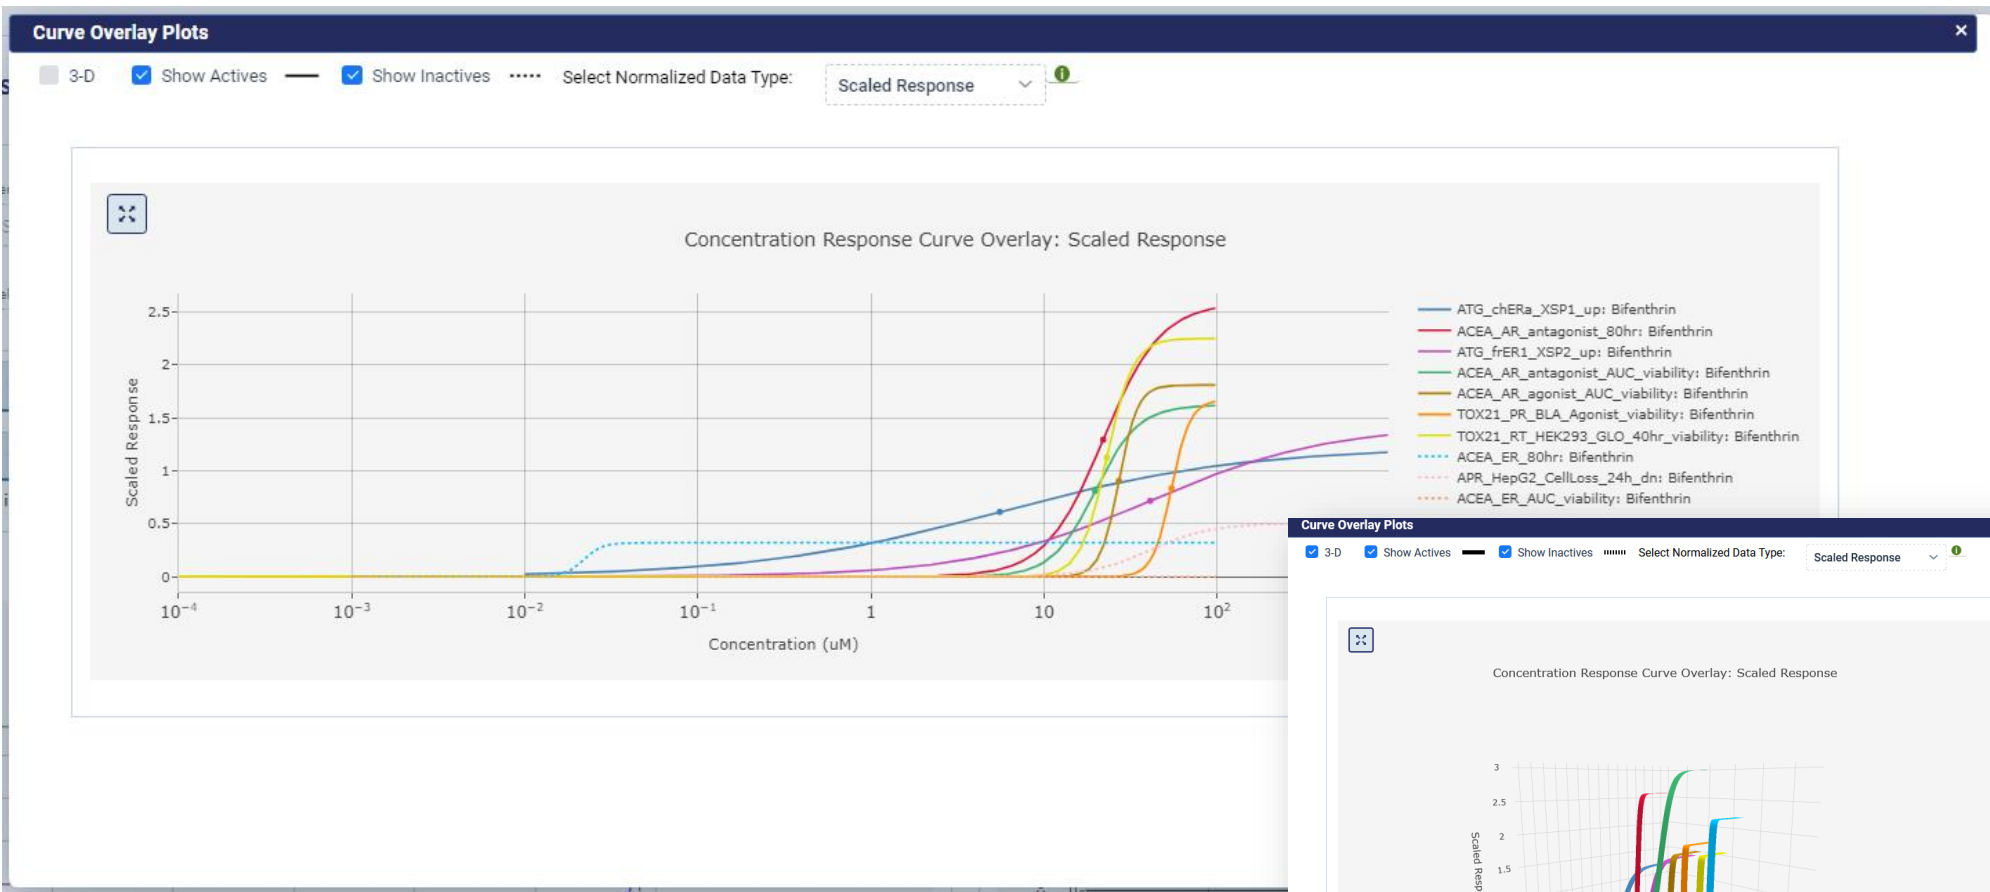 Curve Overlay Plots
×
3-D Show Actives Show Inactives Select Normalized Data Type: Scaled Response
Concentration Response Curve Overlay: Scaled Response
2.5
2
1.5
1
0.5
0
Scaled Response
10⁻⁴ 10⁻³ 10⁻² 10⁻¹ 1 10 10²
Concentration (uM)
ATG_chERa_XSP1_up: Bifenthrin
ACEA_AR_antagonist_80hr: Bifenthrin
ATG_frER1_XSP2_up: Bifenthrin
ACEA_AR_antagonist_AUC_viability: Bifenthrin
ACEA_AR_agonist_AUC_viability: Bifenthrin
TOX21_PR_BLA_Agonist_viability: Bifenthrin
TOX21_RT_HEK293_GLO_40hr_viability: Bifenthrin
ACEA_ER_80hr: Bifenthrin
APR_HepG2_CellLoss_24h_dn: Bifenthrin
ACEA_ER_AUC_viability: Bifenthrin
Curve Overlay Plots
3-D Show Actives Show Inactives Select Normalized Data Type: Scaled Response
Concentration Response Curve Overlay: Scaled Response
3
2.5
2
1.5
Scaled Resp